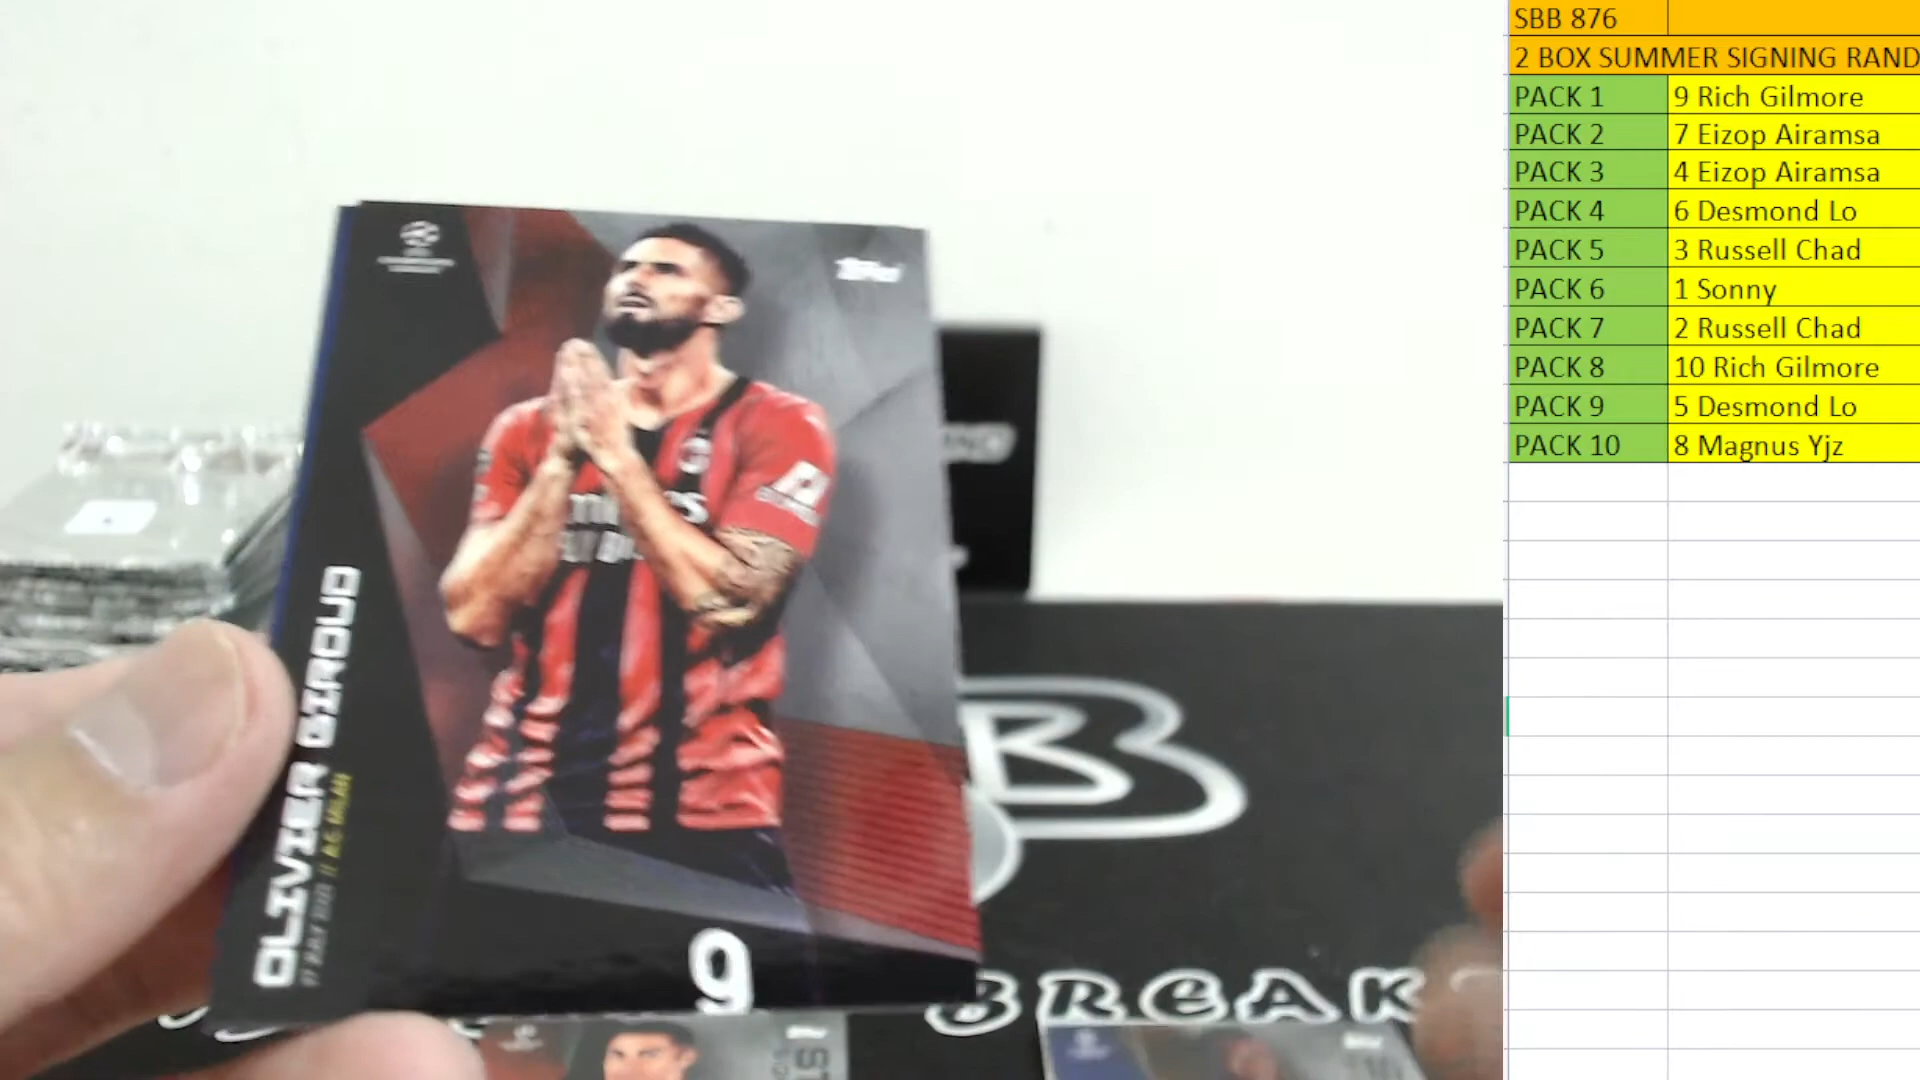 SBB 876
2 BOX SUMMER SIGNING RAND
PACK 1 9 Rich Gilmore
PACK 2 7 Eizop Airamsa
PACK 3 4 Eizop Airamsa
PACK 4 6 Desmond Lo
PACK 5 3 Russell Chad
PACK 6 1 Sonny
PACK 7 2 Russell Chad
PACK 8 10 Rich Gilmore
PACK 9 5 Desmond Lo
PACK 10 8 Magnus Yjz
topps
OLIVIER GIROUD
A.C. MILAN
9
B
BREAK